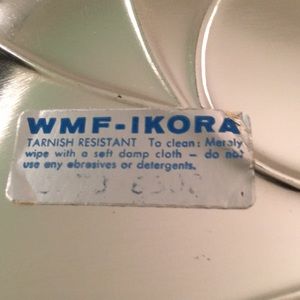 WMF-IKORA
TARNISH RESISTANT To clean: Merely
wipe with a soft damp cloth – do not
use any abrasives or detergents.